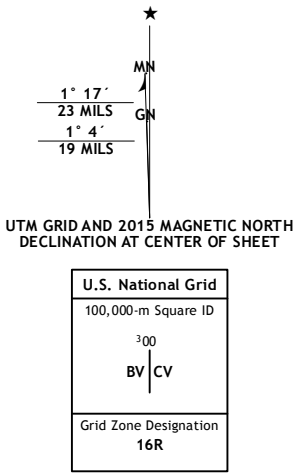 ★
MN
1° 17´
23 MILS
GN
1° 4´
19 MILS
UTM GRID AND 2015 MAGNETIC NORTH
DECLINATION AT CENTER OF SHEET
U.S. National Grid
100,000-m Square ID
³00
BV CV
Grid Zone Designation
16R